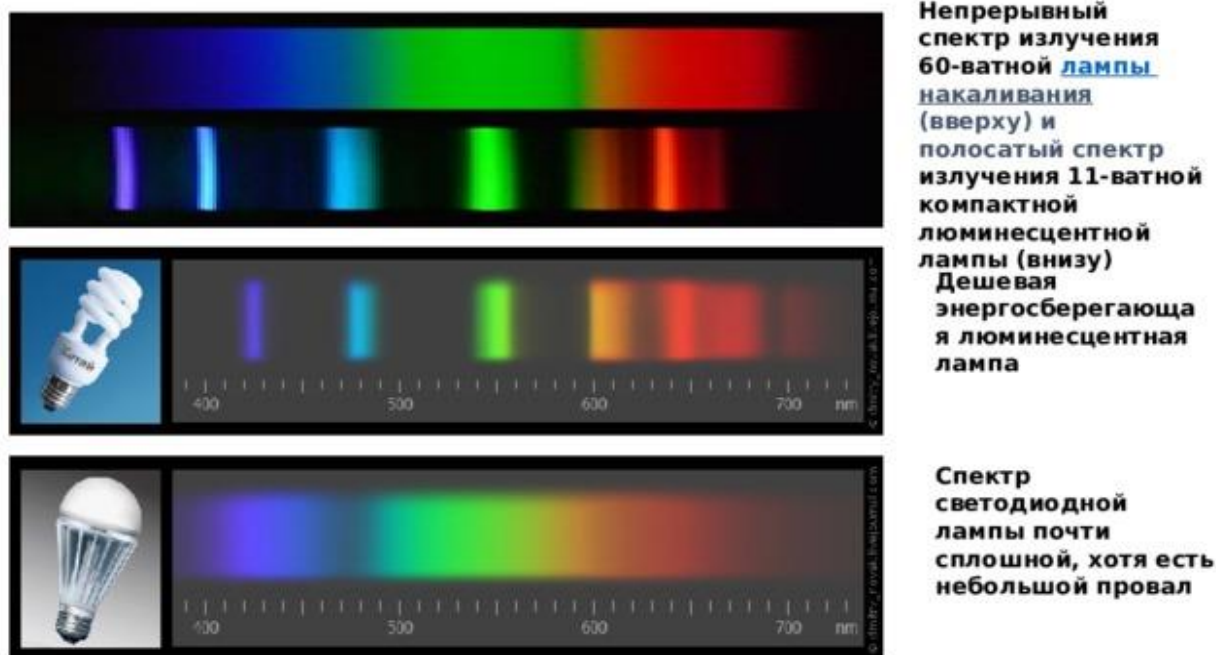 Непрерывный
спектр излучения
60-ватной лампы
накаливания
(вверху) и
полосатый спектр
излучения 11-ватной
компактной
люминесцентной
лампы (внизу)
Дешевая
энергосберегающа
я люминесцентная
лампа
Китай
400 500 600 700 nm
Спектр
светодиодной
лампы почти
сплошной, хотя есть
небольшой провал
400 500 600 700 nm